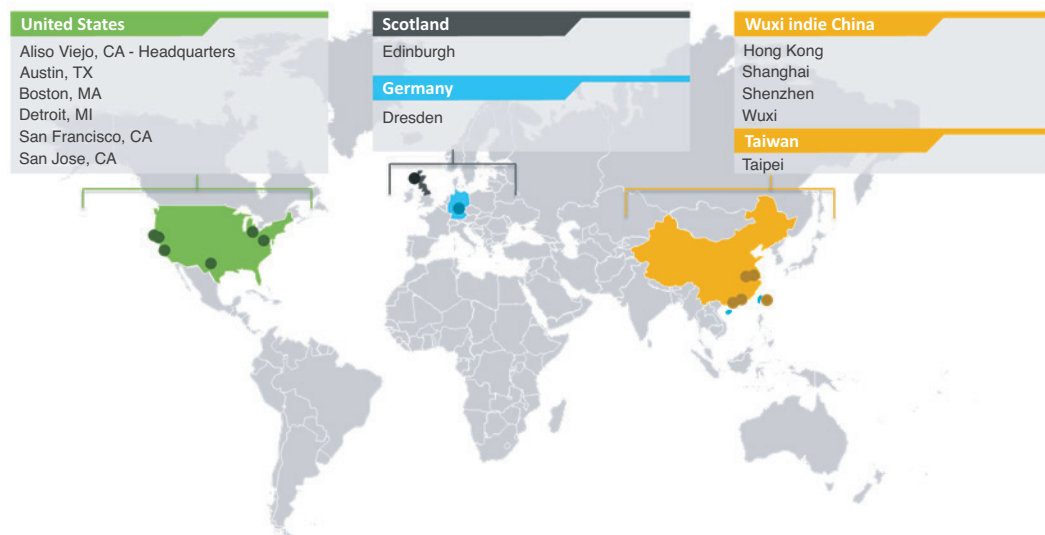 United States
Aliso Viejo, CA - Headquarters
Austin, TX
Boston, MA
Detroit, MI
San Francisco, CA
San Jose, CA
Scotland
Edinburgh
Germany
Dresden
Wuxi indie China
Hong Kong
Shanghai
Shenzhen
Wuxi
Taiwan
Taipei